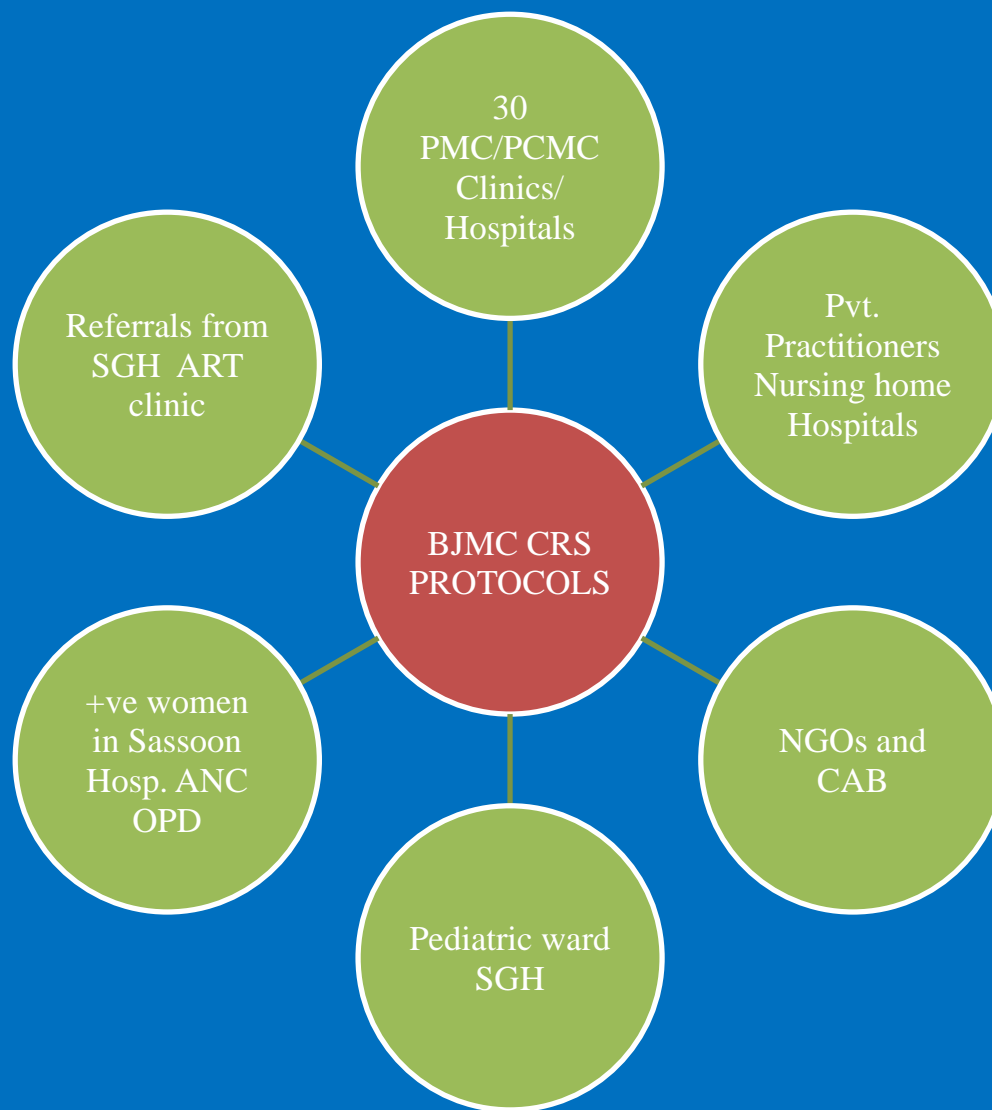 30
PMC/PCMC
Clinics/
Hospitals
Pvt.
Practitioners
Nursing home
Hospitals
NGOs and
CAB
Pediatric ward
SGH
+ve women
in Sassoon
Hosp. ANC
OPD
Referrals from
SGH ART
clinic
BJMC CRS
PROTOCOLS